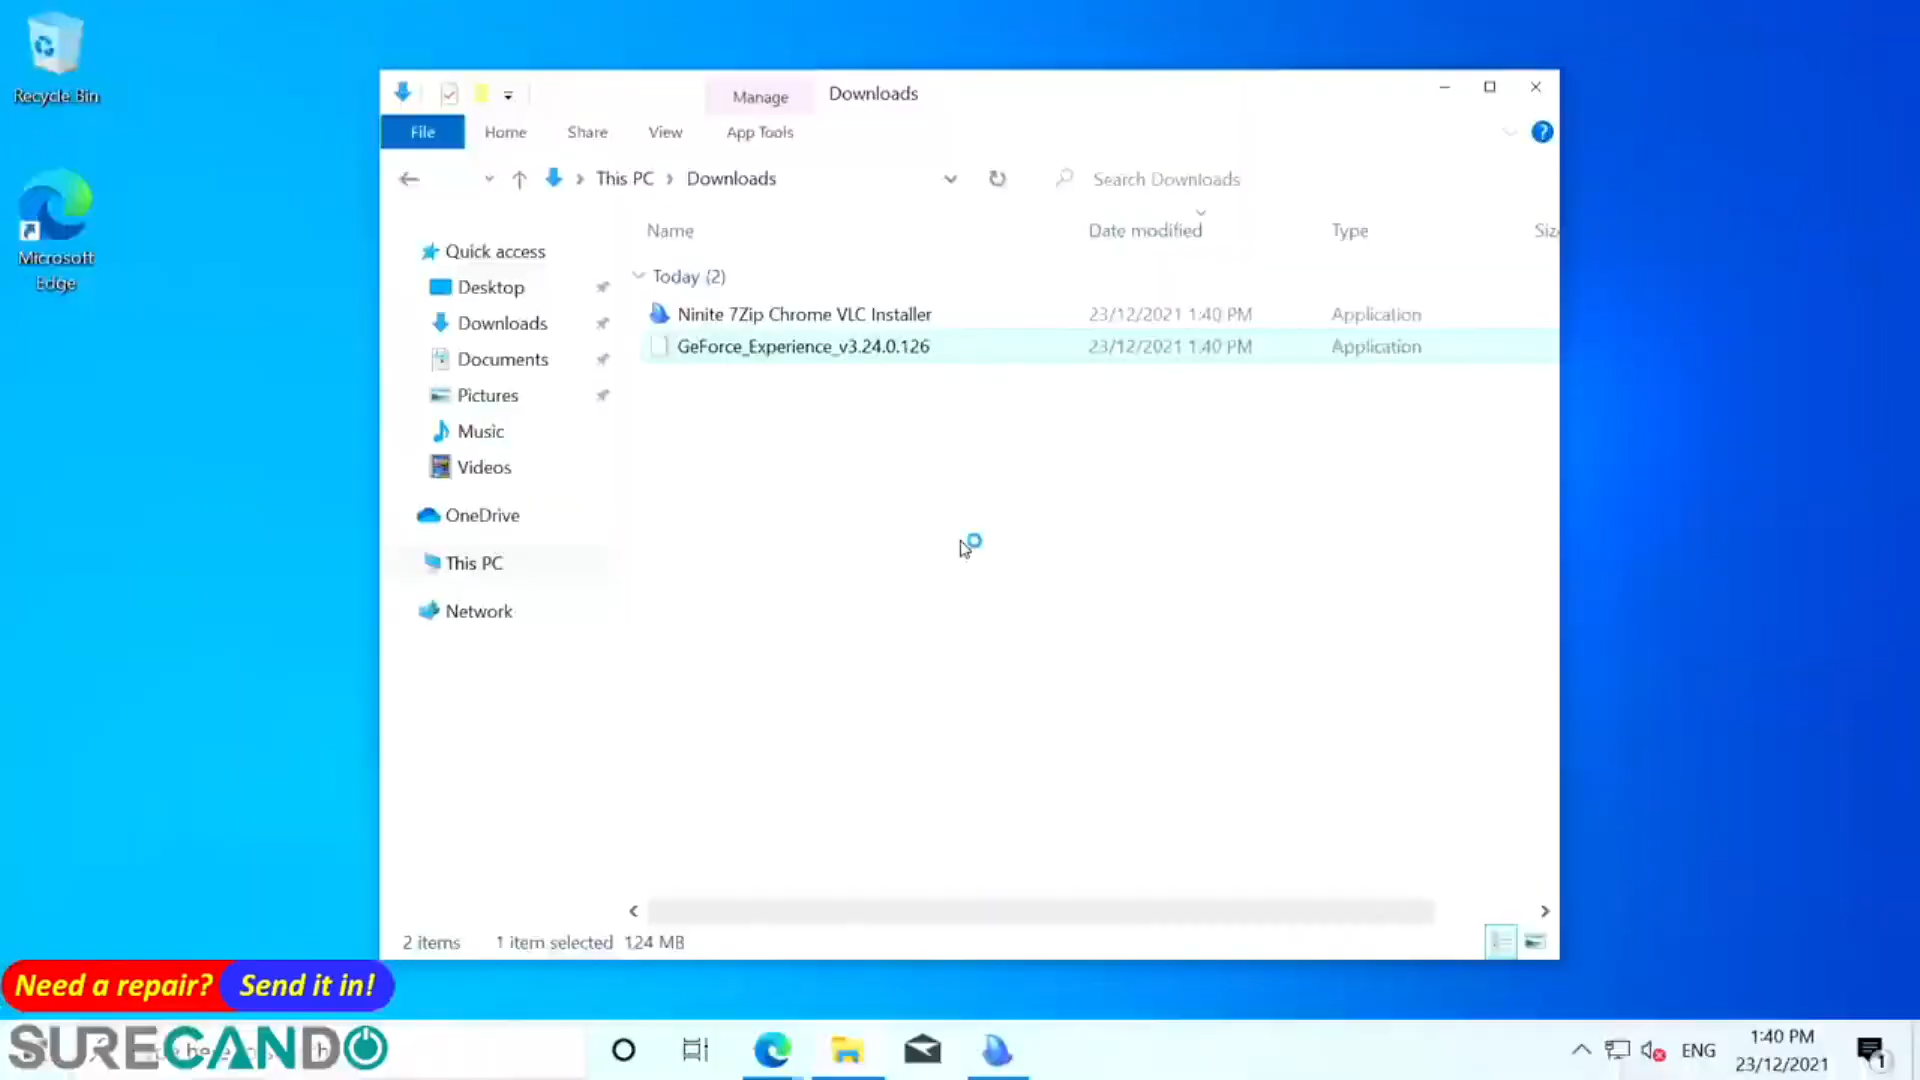 Recycle Bin
Microsoft
Edge
Manage
Downloads
File
Home
Share
View
App Tools
This PC
Downloads
Search Downloads
Name
Date modified
Type
Siz
Quick access
Desktop
Downloads
Documents
Pictures
Music
Videos
OneDrive
This PC
Network
Today (2)
Ninite 7Zip Chrome VLC Installer
23/12/2021 1:40 PM
Application
GeForce_Experience_v3.24.0.126
23/12/2021 1:40 PM
Application
2 items
1 item selected
124 MB
Need a repair?
Send it in!
SURECANDO
ENG
1:40 PM
23/12/2021
1